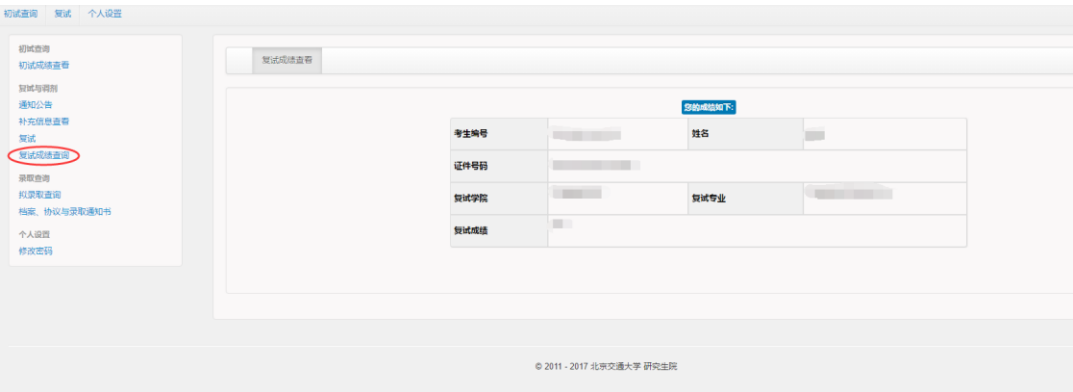 初试查询 复试 个人设置
初试查询
初试成绩查看
复试与调剂
通知公告
补充信息查看
复试
复试成绩查询
录取查询
拟录取查询
档案、协议与录取通知书
个人设置
修改密码
复试成绩查看
您的成绩如下:
考生编号 姓名
证件号码
复试学院 复试专业
复试成绩
© 2011 - 2017 北京交通大学 研究生院